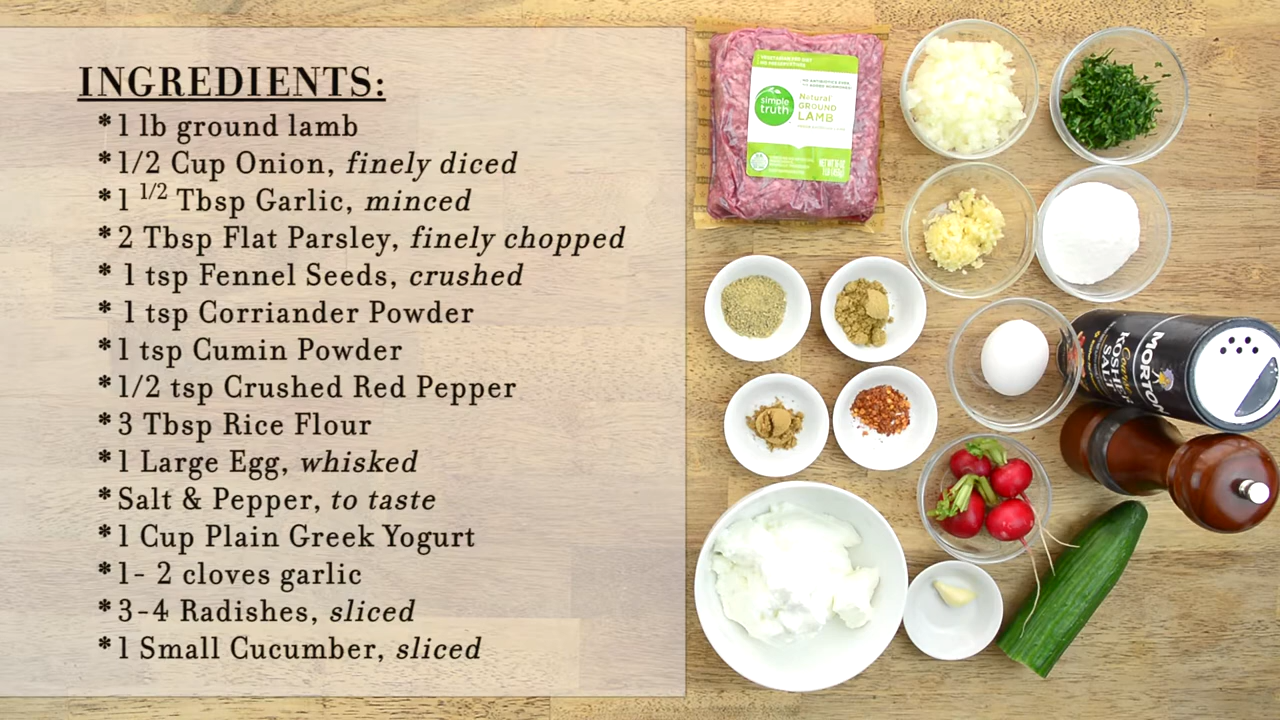 INGREDIENTS:
*1 lb ground lamb
*1/2 Cup Onion, finely diced
*1 1/2 Tbsp Garlic, minced
*2 Tbsp Flat Parsley, finely chopped
* 1 tsp Fennel Seeds, crushed
* 1 tsp Corriander Powder
*1 tsp Cumin Powder
*1/2 tsp Crushed Red Pepper
*3 Tbsp Rice Flour
*1 Large Egg, whisked
*Salt & Pepper, to taste
*1 Cup Plain Greek Yogurt
*1- 2 cloves garlic
*3-4 Radishes, sliced
*1 Small Cucumber, sliced
simple
truth
Natural
GROUND
LAMB
MORTON
KOSHER
SALT